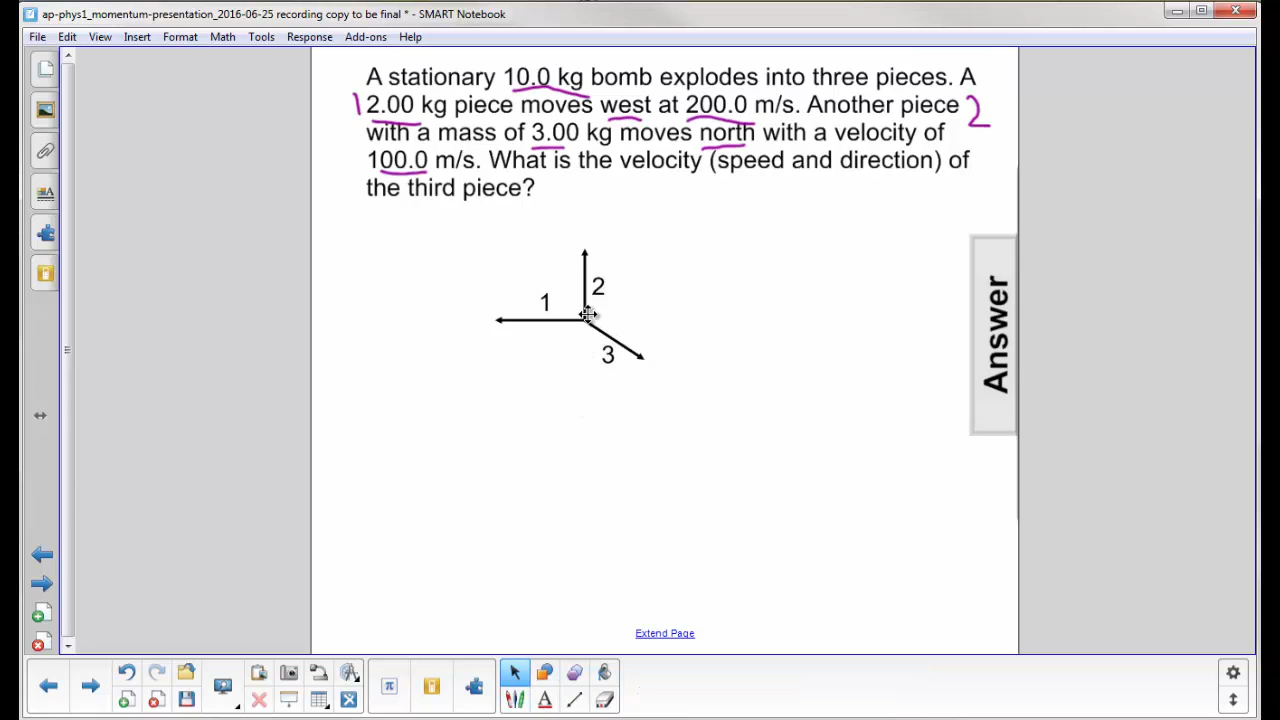 ap-phys1_momentum-presentation_2016-06-25 recording copy to be final * - SMART Notebook
File Edit View Insert Format Math Tools Response Add-ons Help
A stationary 10.0 kg bomb explodes into three pieces. A
1 2.00 kg piece moves west at 200.0 m/s. Another piece 2
with a mass of 3.00 kg moves north with a velocity of
100.0 m/s. What is the velocity (speed and direction) of
the third piece?
2
1
3
Answer
Extend Page